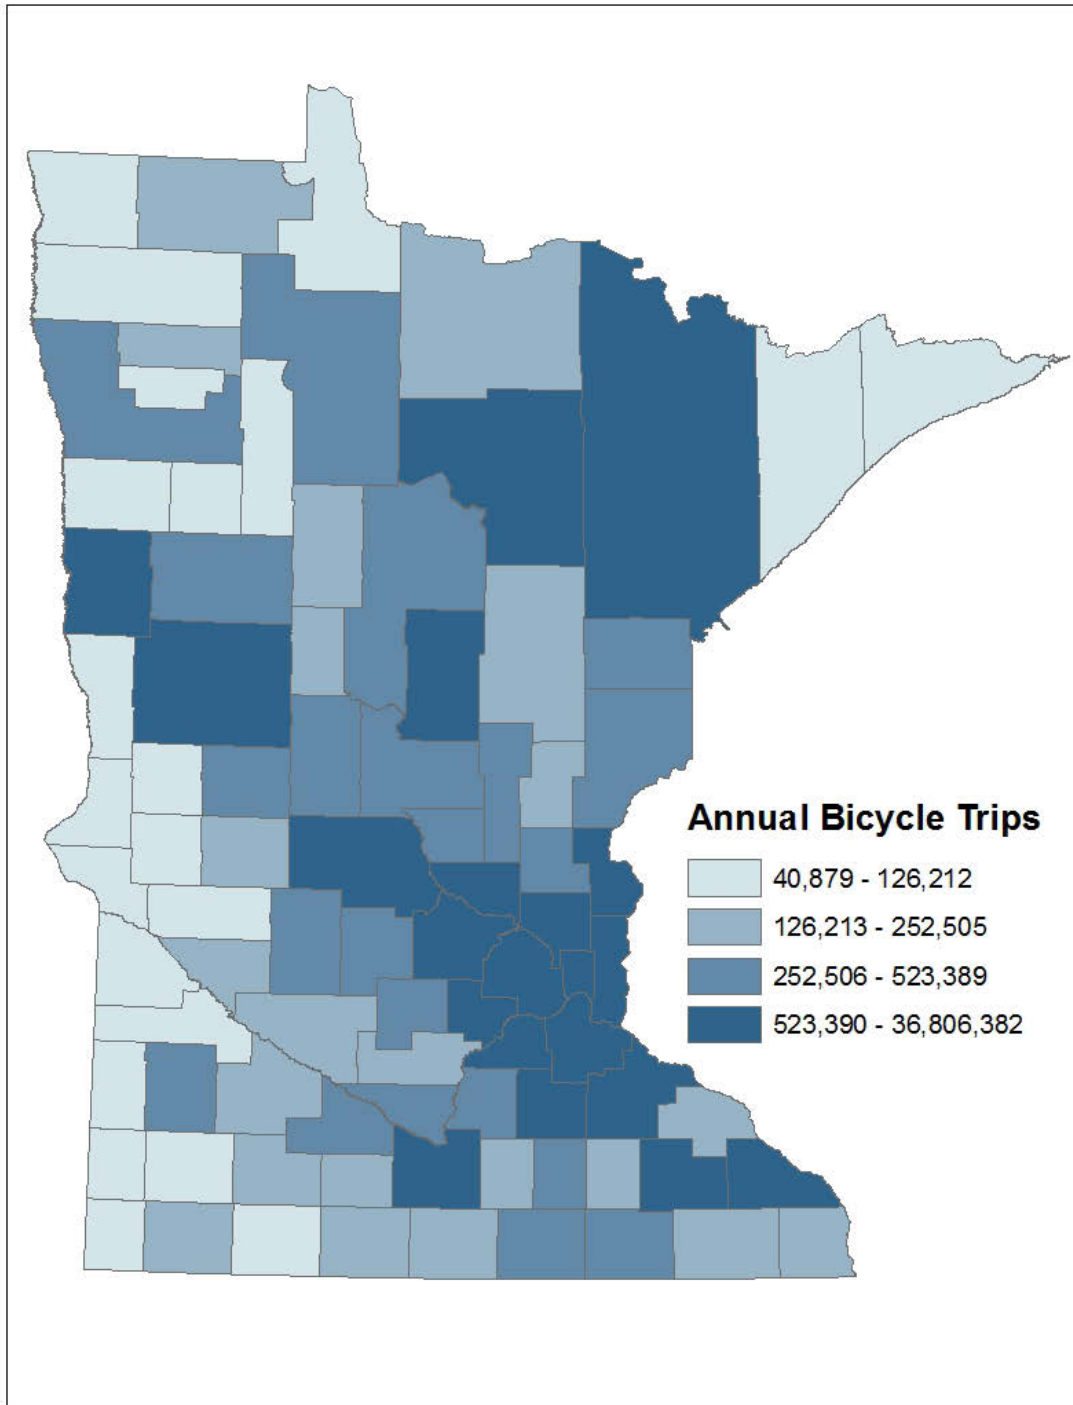 Annual Bicycle Trips
40,879 - 126,212
126,213 - 252,505
252,506 - 523,389
523,390 - 36,806,382